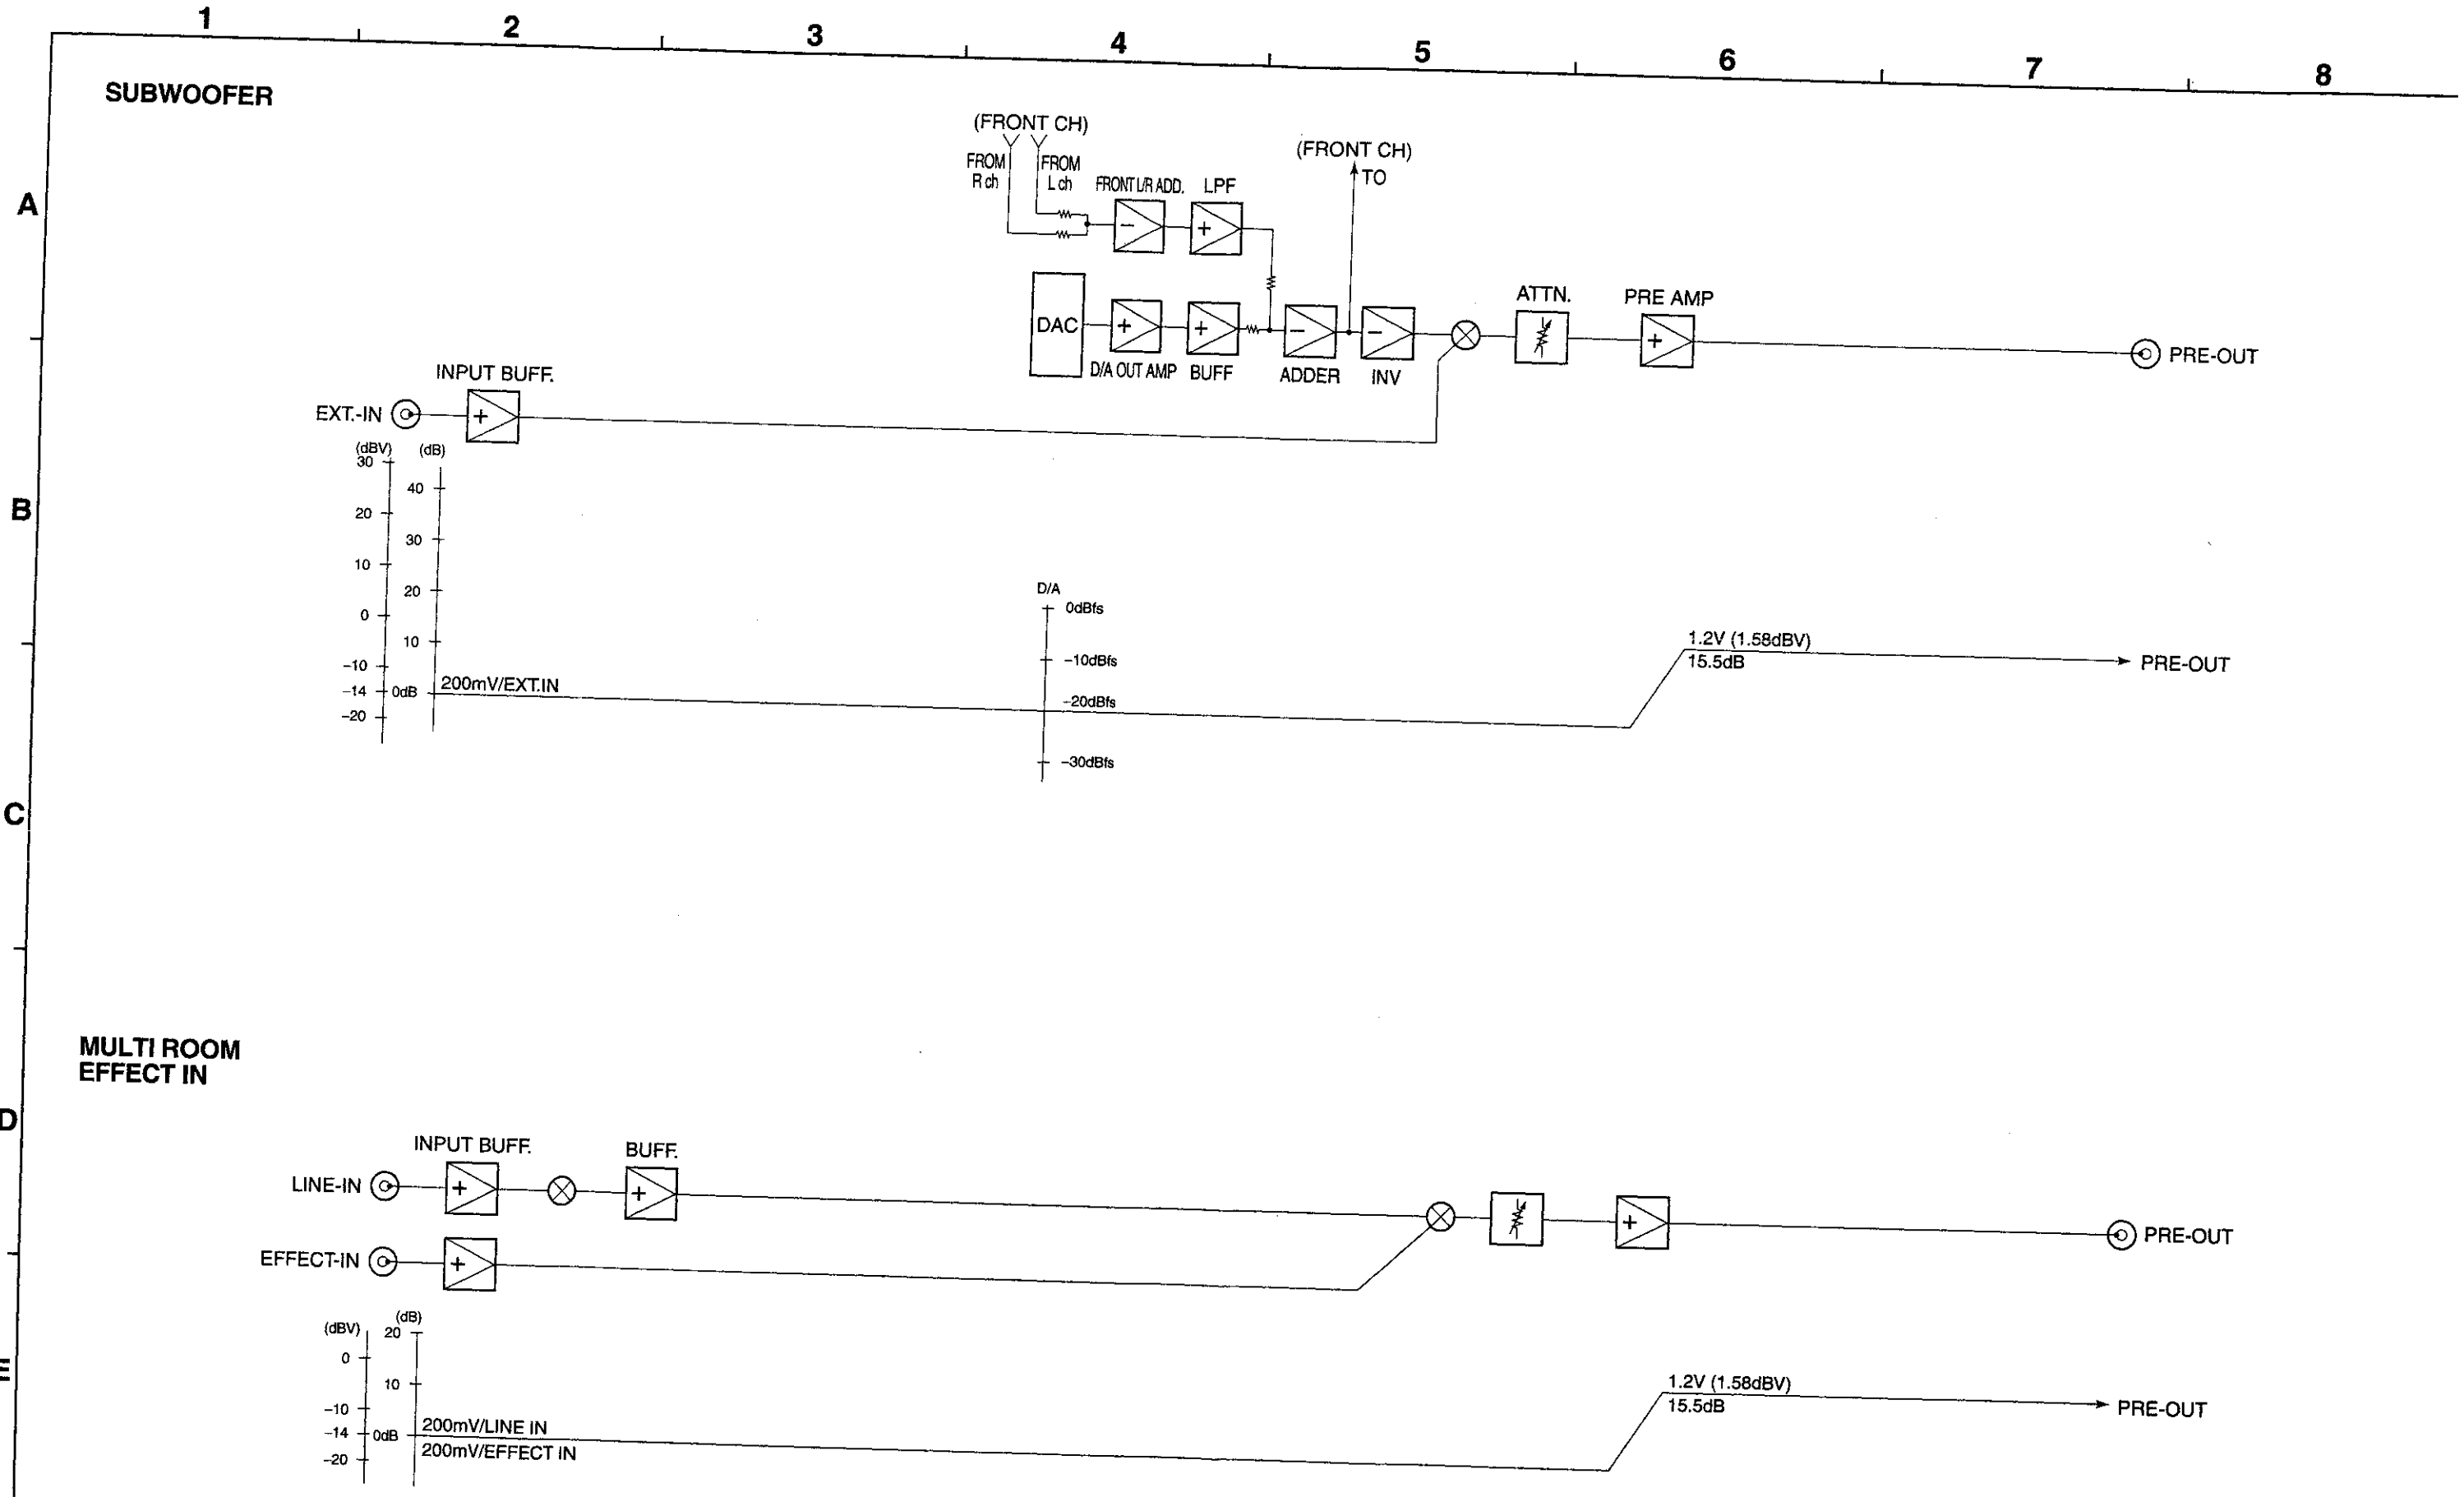 1 2 3 4 5 6 7 8
SUBWOOFER
(FRONT CH)
FROM
R ch
FROM
L ch
FRONT L/R ADD.
LPF
(FRONT CH)
TO
A
−
+
DAC
+
+
−
−
ATTN.
PRE AMP
+
PRE-OUT
D/A OUT AMP
BUFF
ADDER
INV
INPUT BUFF.
EXT.-IN
+
(dBV)
30
20
10
0
−10
−14
−20
(dB)
40
30
20
10
0dB
B
200mV/EXT.IN
D/A
0dBfs
−10dBfs
−20dBfs
−30dBfs
1.2V (1.58dBV)
15.5dB
PRE-OUT
C
MULTI ROOM
EFFECT IN
D
INPUT BUFF.
BUFF.
LINE-IN
+
+
+
PRE-OUT
EFFECT-IN
+
E
(dBV)
0
−10
−14
−20
(dB)
20
10
0dB
200mV/LINE IN
200mV/EFFECT IN
1.2V (1.58dBV)
15.5dB
PRE-OUT